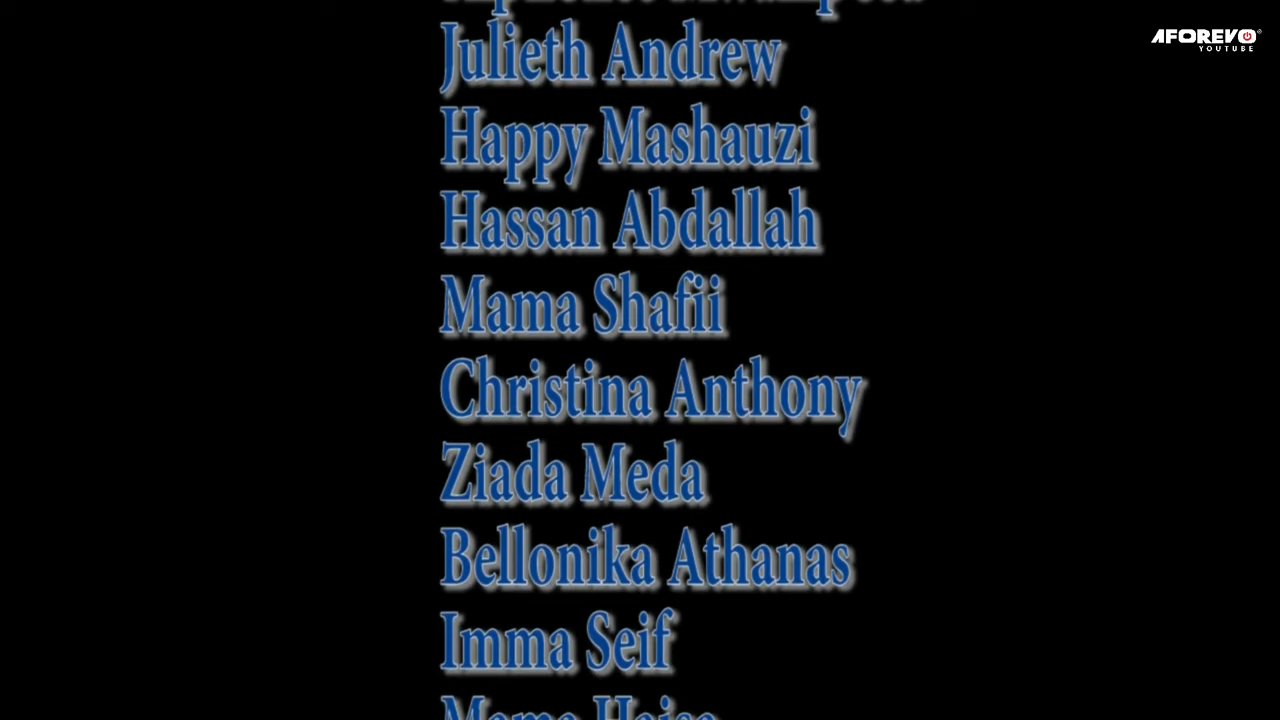 AFOREVO
YOUTUBE
Julieth Andrew
Happy Mashauzi
Hassan Abdallah
Mama Shafii
Christina Anthony
Ziada Meda
Bellonika Athanas
Imma Seif